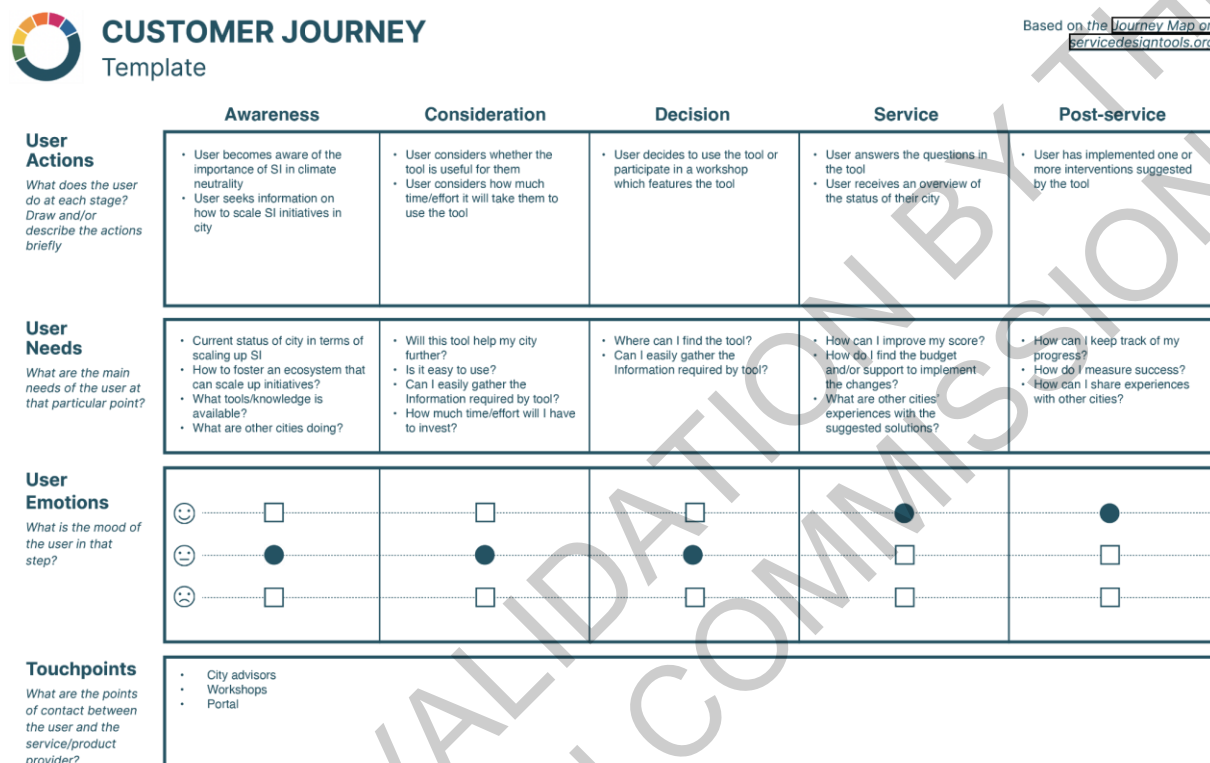 CUSTOMER JOURNEY
Template
Based on the Journey Map on
servicedesigntools.org
Awareness
Consideration
Decision
Service
Post-service
User
Actions
What does the user
do at each stage?
Draw and/or
describe the actions
briefly
• User becomes aware of the
importance of SI in climate
neutrality
• User seeks information on
how to scale SI initiatives in
city
• User considers whether the
tool is useful for them
• User considers how much
time/effort it will take them to
use the tool
• User decides to use the tool or
participate in a workshop
which features the tool
• User answers the questions in
the tool
• User receives an overview of
the status of their city
• User has implemented one or
more interventions suggested
by the tool
User
Needs
What are the main
needs of the user at
that particular point?
• Current status of city in terms of
scaling up SI
• How to foster an ecosystem that
can scale up initiatives?
• What tools/knowledge is
available?
• What are other cities doing?
• Will this tool help my city
further?
• Is it easy to use?
• Can I easily gather the
Information required by tool?
• How much time/effort will I have
to invest?
• Where can I find the tool?
• Can I easily gather the
Information required by tool?
• How can I improve my score?
• How do I find the budget
and/or support to implement
the changes?
• What are other cities'
experiences with the
suggested solutions?
• How can I keep track of my
progress?
• How do I measure success?
• How can I share experiences
with other cities?
User
Emotions
What is the mood of
the user in that
step?
Touchpoints
What are the points
of contact between
the user and the
service/product
provider?
• City advisors
• Workshops
• Portal
VALIDATION BY TH
COMMISSION